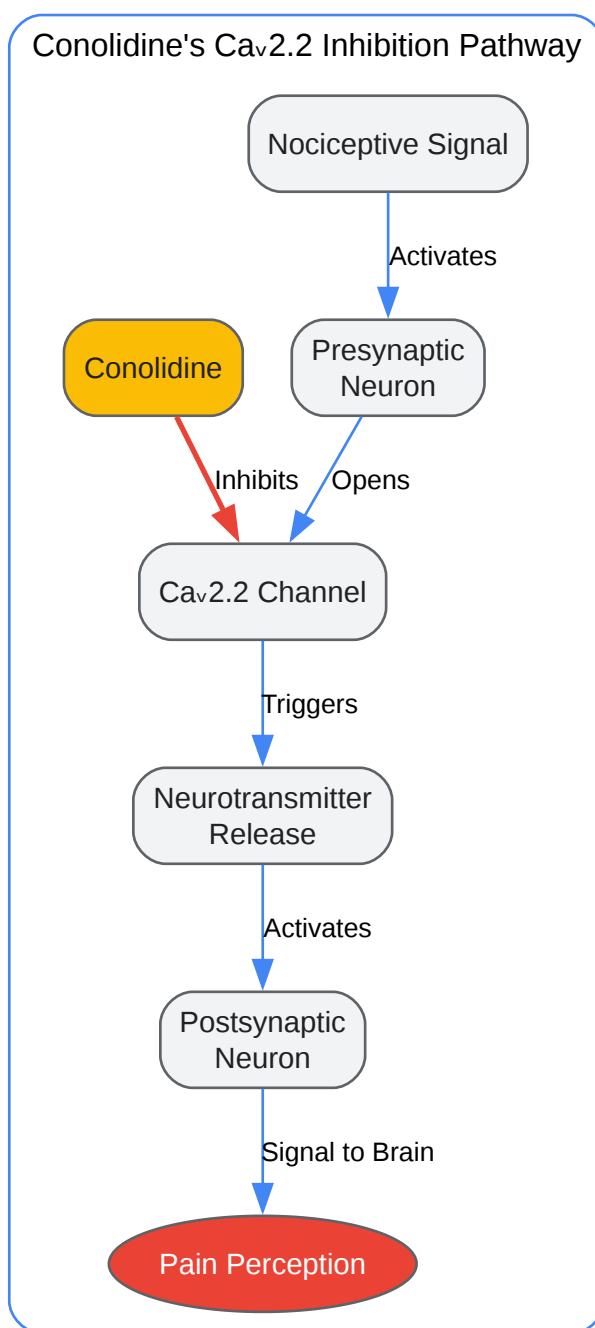 Conolidine's Caᵥ2.2 Inhibition Pathway
Nociceptive Signal
Activates
Conolidine
Presynaptic
Neuron
Inhibits
Opens
Caᵥ2.2 Channel
Triggers
Neurotransmitter
Release
Activates
Postsynaptic
Neuron
Signal to Brain
Pain Perception